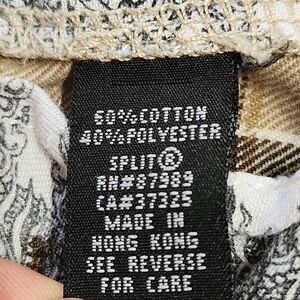 60%COTTON
40%POLYESTER
SPLIT®
RN#87989
CA#37325
MADE IN
HONG KONG
SEE REVERSE
FOR CARE